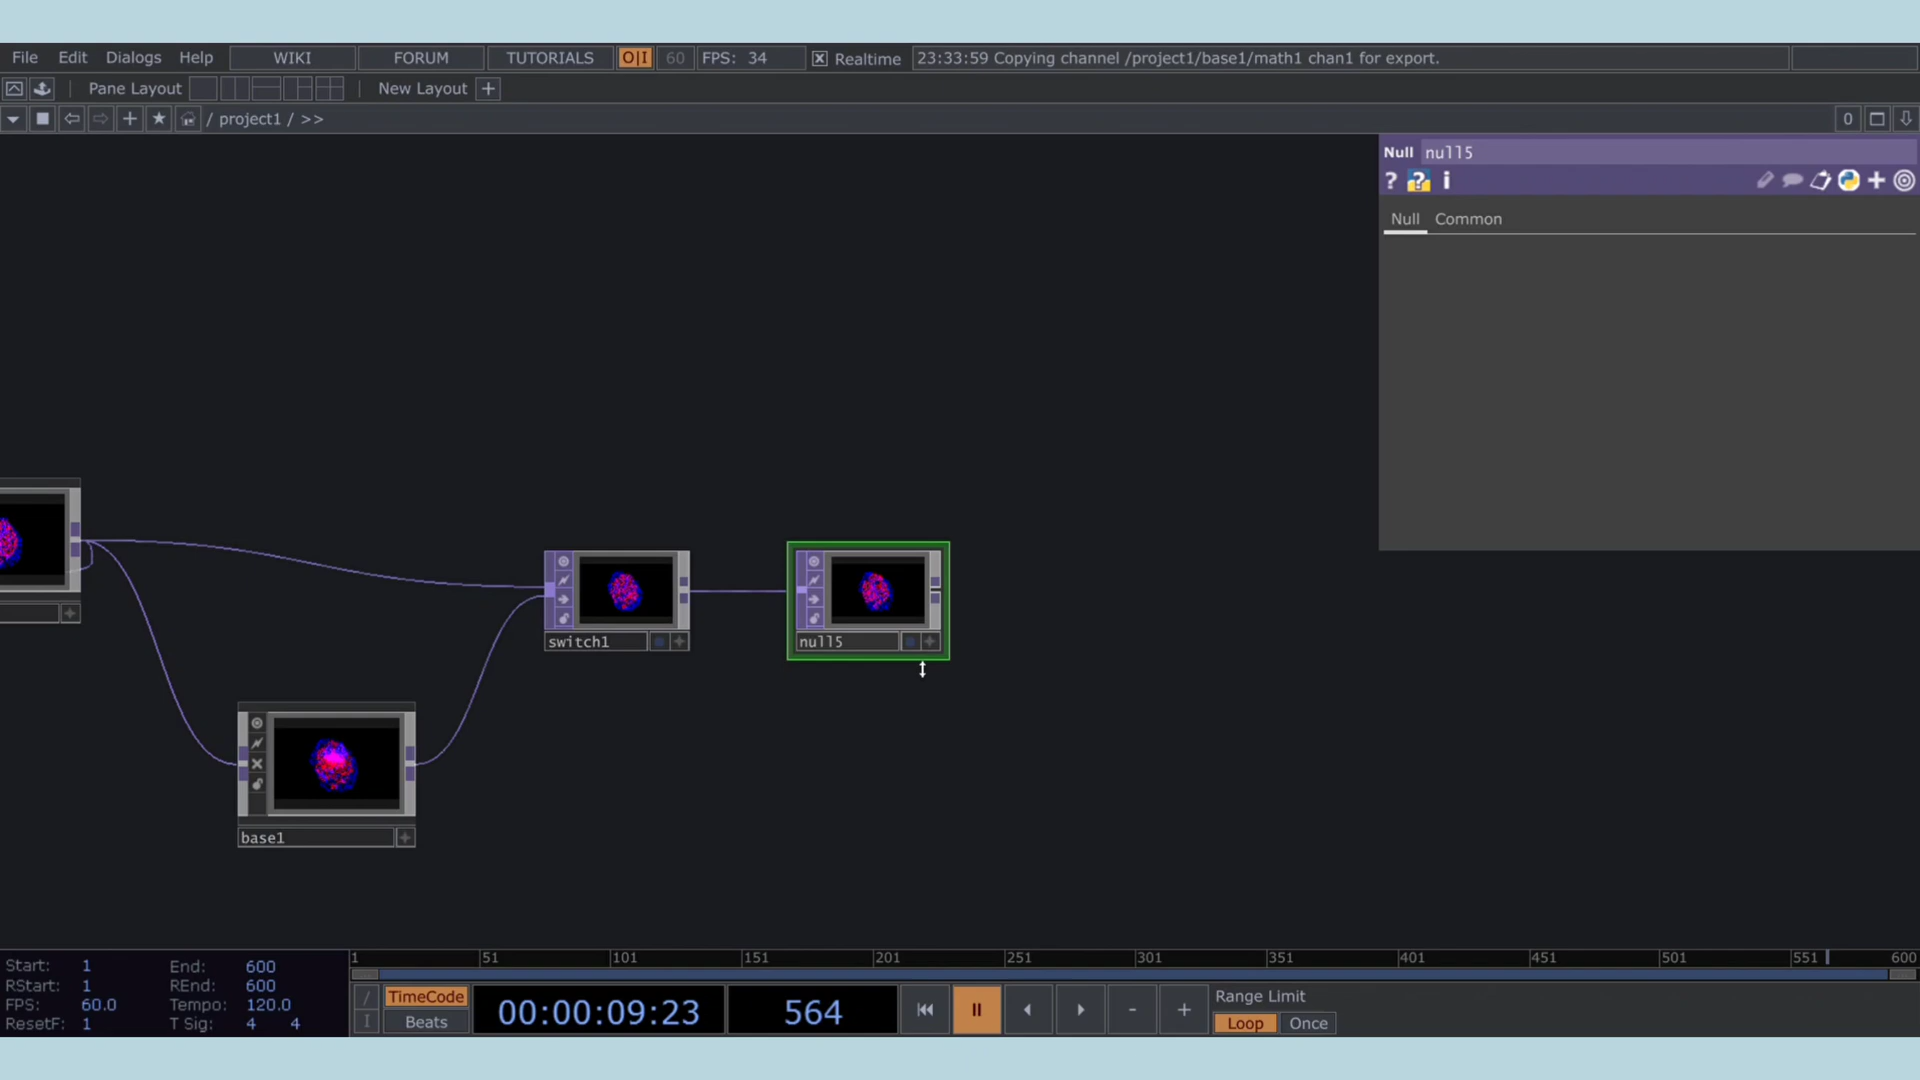 File Edit Dialogs Help WIKI FORUM TUTORIALS O|I 60 FPS: 34 Realtime 23:33:59 Copying channel /project1/base1/math1 chan1 for export.
Pane Layout New Layout +
/ project1 / >> 0
Null null5
? ? i
Null Common
switch1
null5
base1
1 51 101 151 201 251 301 351 401 451 501 551 600
Start: 1 End: 600
RStart: 1 REnd: 600
FPS: 60.0 Tempo: 120.0
ResetF: 1 T Sig: 4 4
/ TimeCode
I Beats
00:00:09:23 564 - +
Range Limit
Loop Once